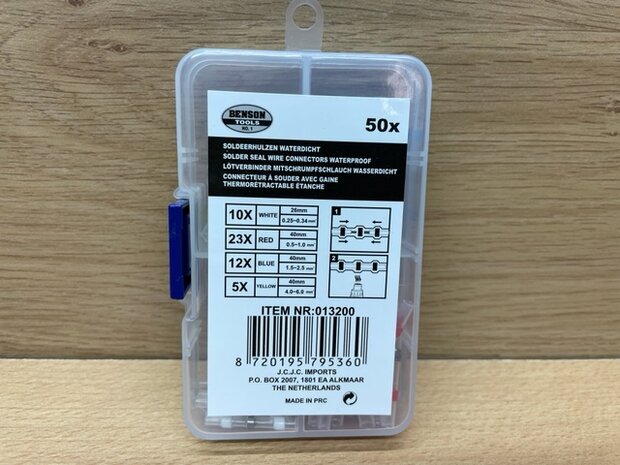 BENSON
TOOLS
NO. 1
50x
SOLDEERHULZEN WATERDICHT
SOLDER SEAL WIRE CONNECTORS WATERPROOF
LÖTVERBINDER MITSCHRUMPFSCHLAUCH WASSERDICHT
CONNECTEUR À SOUDER AVEC GAINE
THERMORETRACTABLE ÉTANCHE
10X WHITE 26mm
0.25~0.34mm²
23X RED 40mm
0.5~1.0 mm²
12X BLUE 40mm
1.5~2.5 mm²
5X YELLOW 40mm
4.0~6.0 mm²
1
2
ITEM NR:013200
8 720195 795360
J.C.J.C. IMPORTS
P.O. BOX 2007, 1801 EA ALKMAAR
THE NETHERLANDS
MADE IN PRC